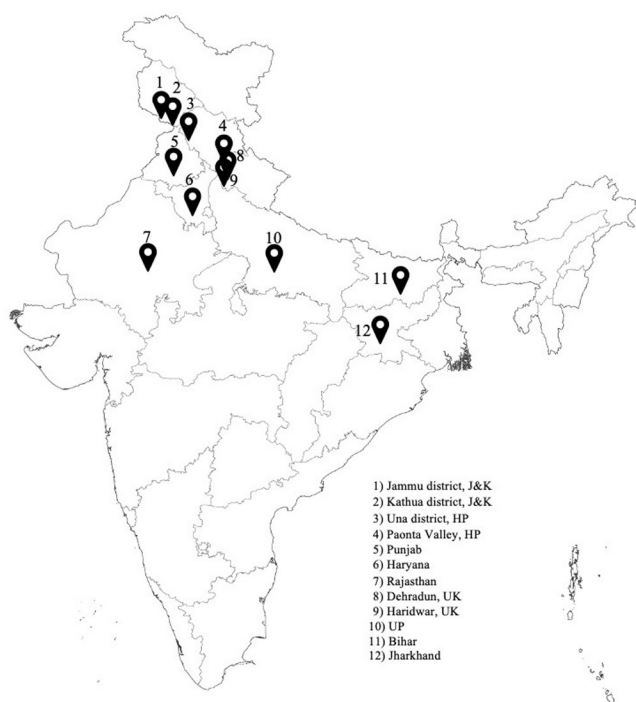 1
2
3
4
5
8
9
6
7
10
11
12
1) Jammu district, J&K
2) Kathua district, J&K
3) Una district, HP
4) Paonta Valley, HP
5) Punjab
6) Haryana
7) Rajasthan
8) Dehradun, UK
9) Haridwar, UK
10) UP
11) Bihar
12) Jharkhand